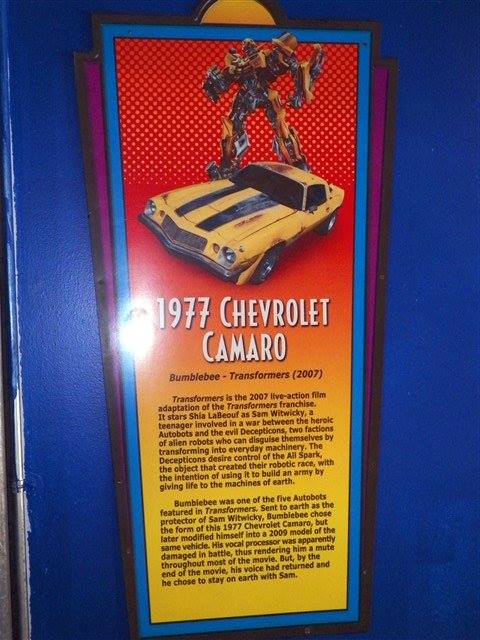 1977 CHEVROLET
CAMARO
Bumblebee - Transformers (2007)
Transformers is the 2007 live-action film
adaptation of the Transformers franchise.
It stars Shia LaBeouf as Sam Witwicky, a
teenager involved in a war between the heroic
Autobots and the evil Decepticons, two factions
of alien robots who can disguise themselves by
transforming into everyday machinery. The
Decepticons desire control of the All Spark,
the object that created their robotic race, with
the intention of using it to build an army by
giving life to the machines of earth.
Bumblebee was one of the five Autobots
featured in Transformers. Sent to earth as the
protector of Sam Witwicky, Bumblebee chose
the form of this 1977 Chevrolet Camaro, but
later modified himself into a 2009 model of the
same vehicle. His vocal processor was apparently
damaged in battle, thus rendering him a mute
throughout most of the movie. But, by the
end of the movie, his voice had returned and
he chose to stay on earth with Sam.